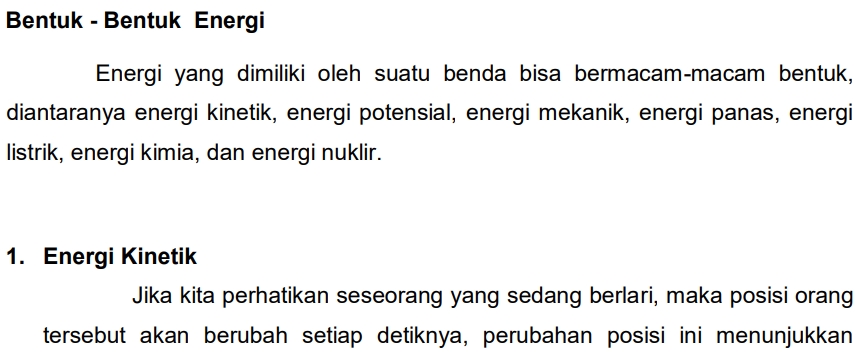 Bentuk - Bentuk  Energi
Energi yang dimiliki oleh suatu benda bisa bermacam-macam bentuk,
diantaranya energi kinetik, energi potensial, energi mekanik, energi panas, energi
listrik, energi kimia, dan energi nuklir.
1. Energi Kinetik
Jika kita perhatikan seseorang yang sedang berlari, maka posisi orang
tersebut akan berubah setiap detiknya, perubahan posisi ini menunjukkan